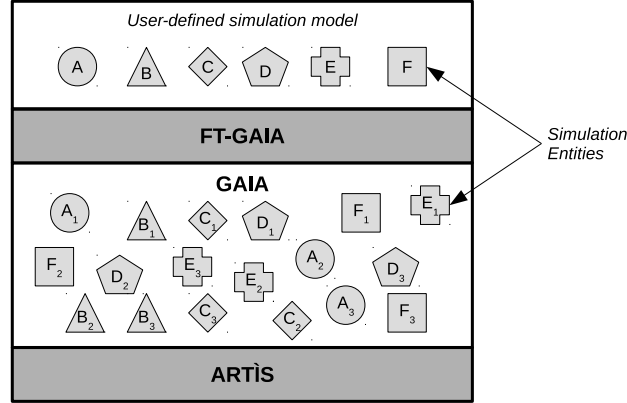 User-defined simulation model
A B C D E F
FT-GAIA
Simulation
Entities
GAIA
A₁ B₁ C₁ D₁ F₁ E₁
F₂ D₂ E₃ E₂ A₂ D₃
B₂ B₃ C₃ C₂ A₃ F₃
ARTÌS